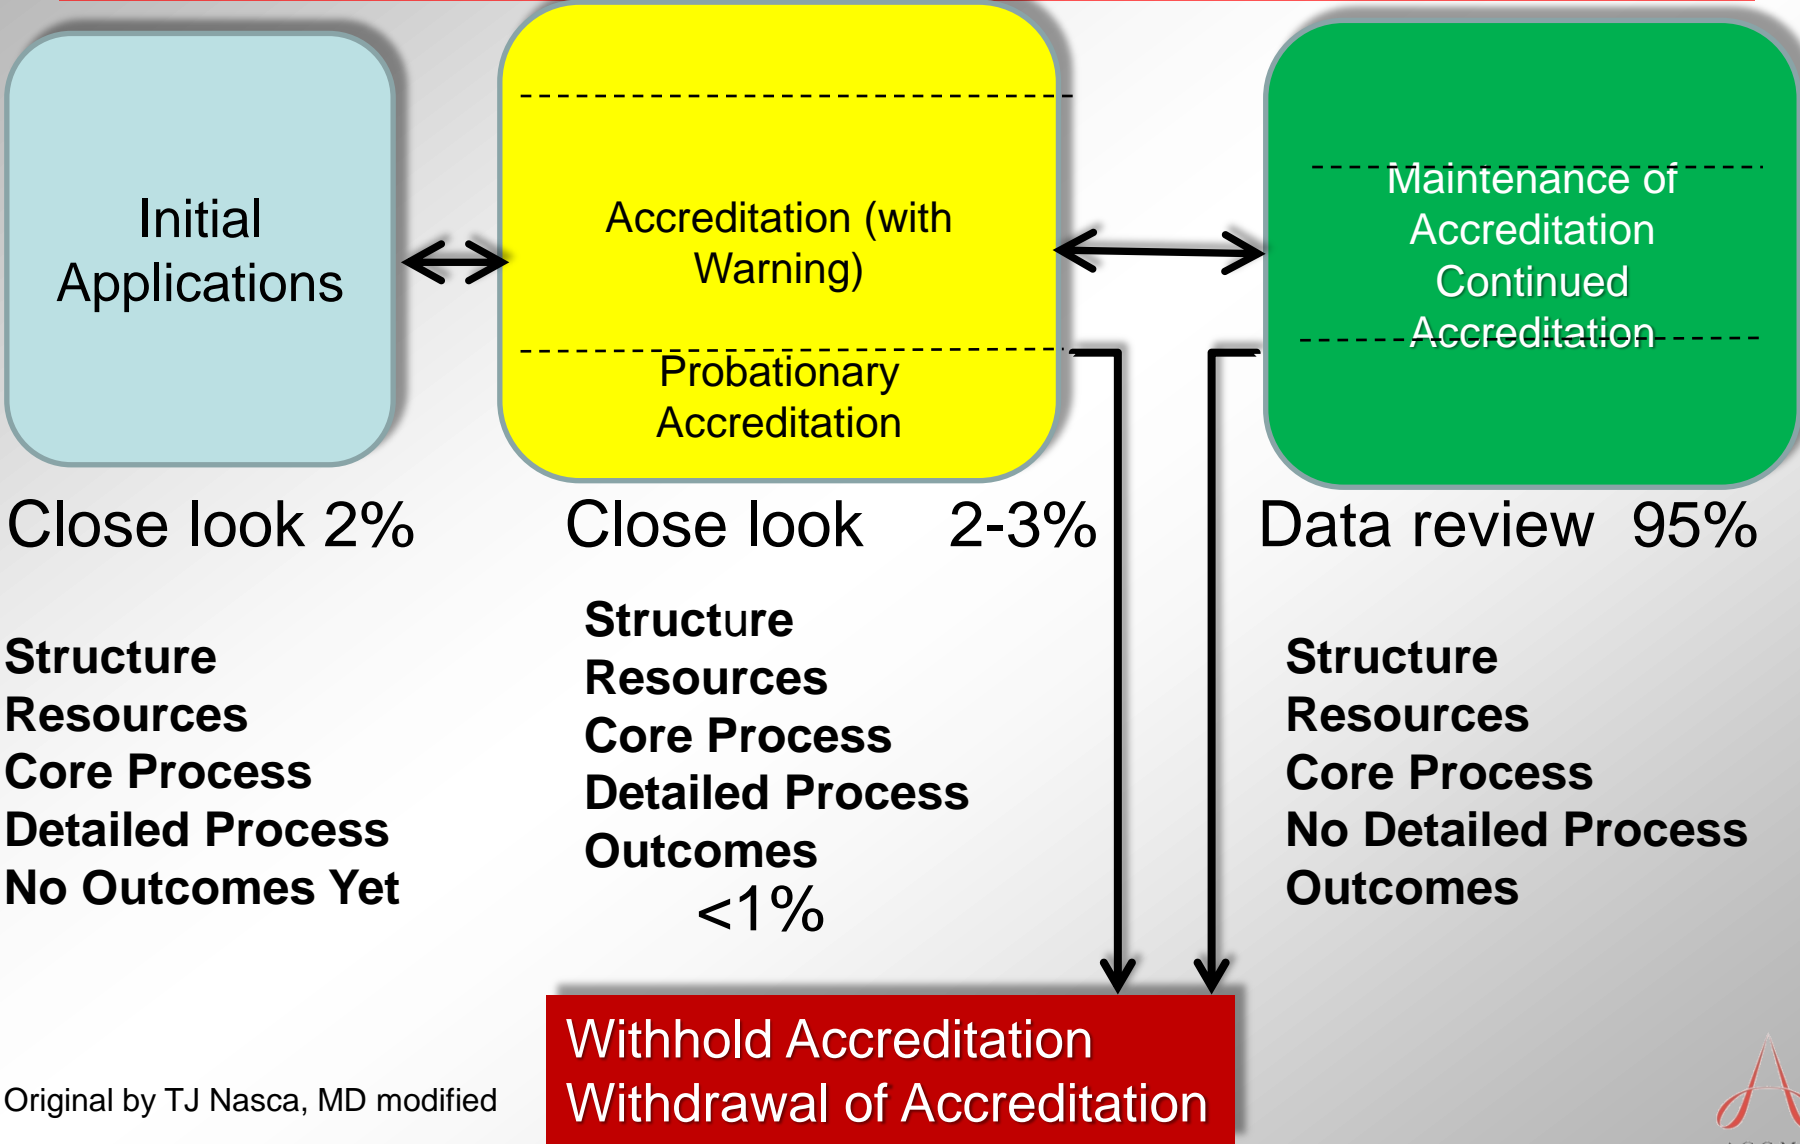 Initial
Applications
Accreditation (with
Warning)
Probationary
Accreditation
Maintenance of
Accreditation
Continued
Accreditation
Close look 2%
Close look 2-3%
Data review 95%
Structure
Resources
Core Process
Detailed Process
No Outcomes Yet
Structure
Resources
Core Process
Detailed Process
Outcomes
<1%
Structure
Resources
Core Process
No Detailed Process
Outcomes
Withhold Accreditation
Withdrawal of Accreditation
Original by TJ Nasca, MD modified